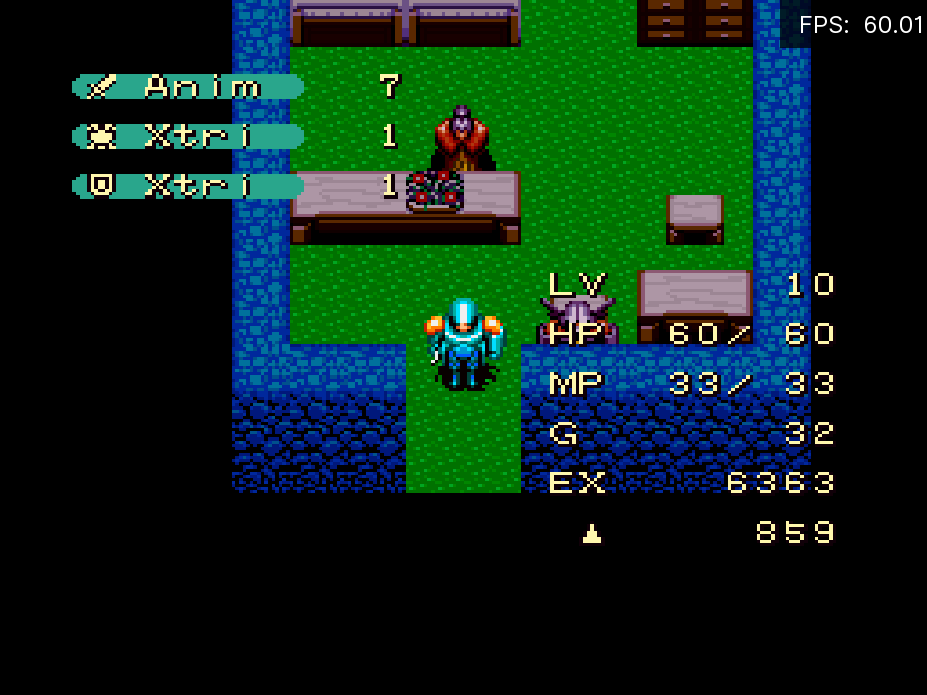 FPS: 60.01
Anim 7
Xtri 1
Xtri 1
LV 10
HP 60/ 60
MP 33/ 33
G 32
EX 6363
▲ 859